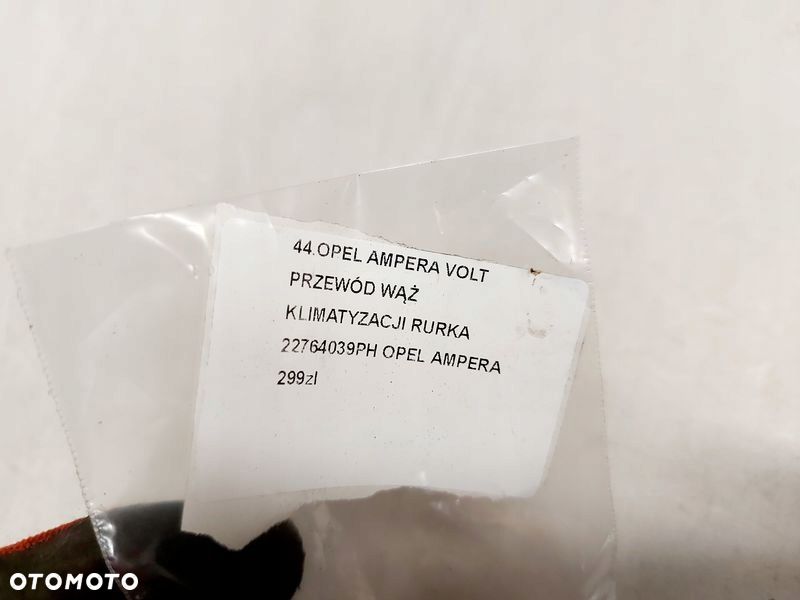 44.OPEL AMPERA VOLT
PRZEWÓD WĄŻ
KLIMATYZACJI RURKA
22764039PH OPEL AMPERA
299zl
OTOMOTO